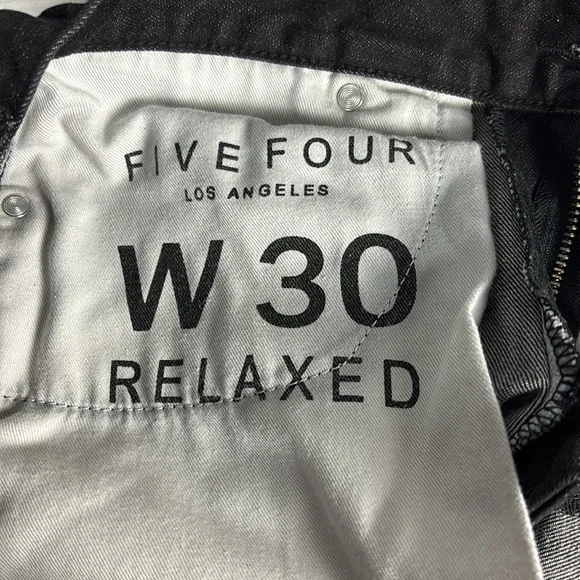 FIVE FOUR
LOS ANGELES
W 30
RELAXED